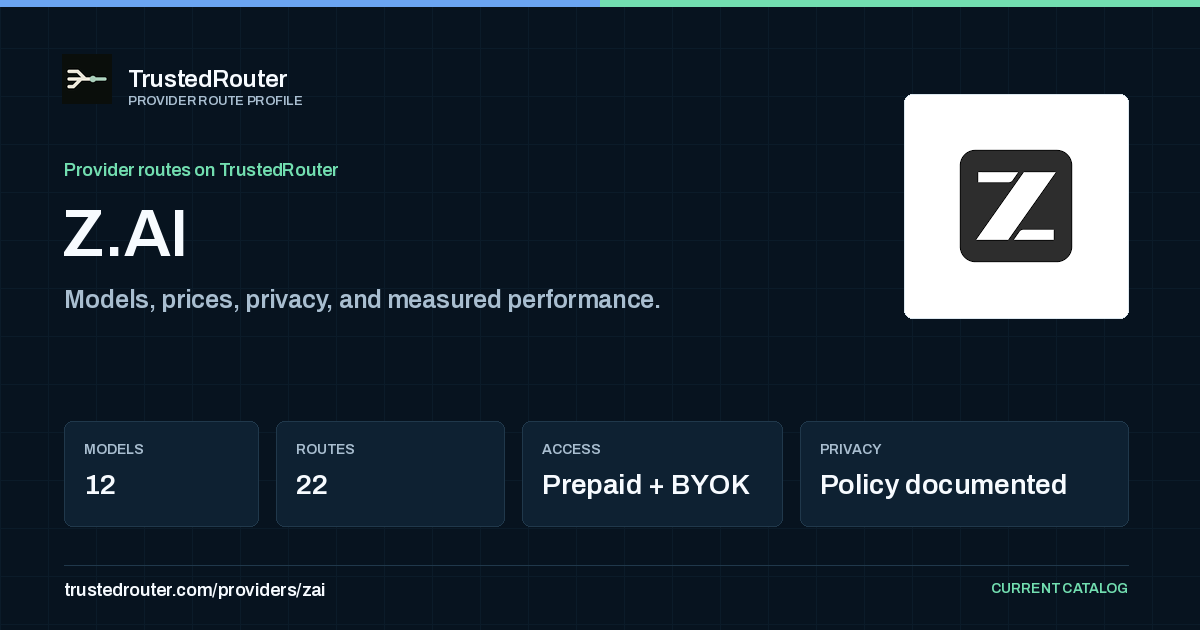 TrustedRouter
PROVIDER ROUTE PROFILE
Provider routes on TrustedRouter
Z.AI
Models, prices, privacy, and measured performance.
Z
MODELS
12
ROUTES
22
ACCESS
Prepaid + BYOK
PRIVACY
Policy documented
trustedrouter.com/providers/zai
CURRENT CATALOG